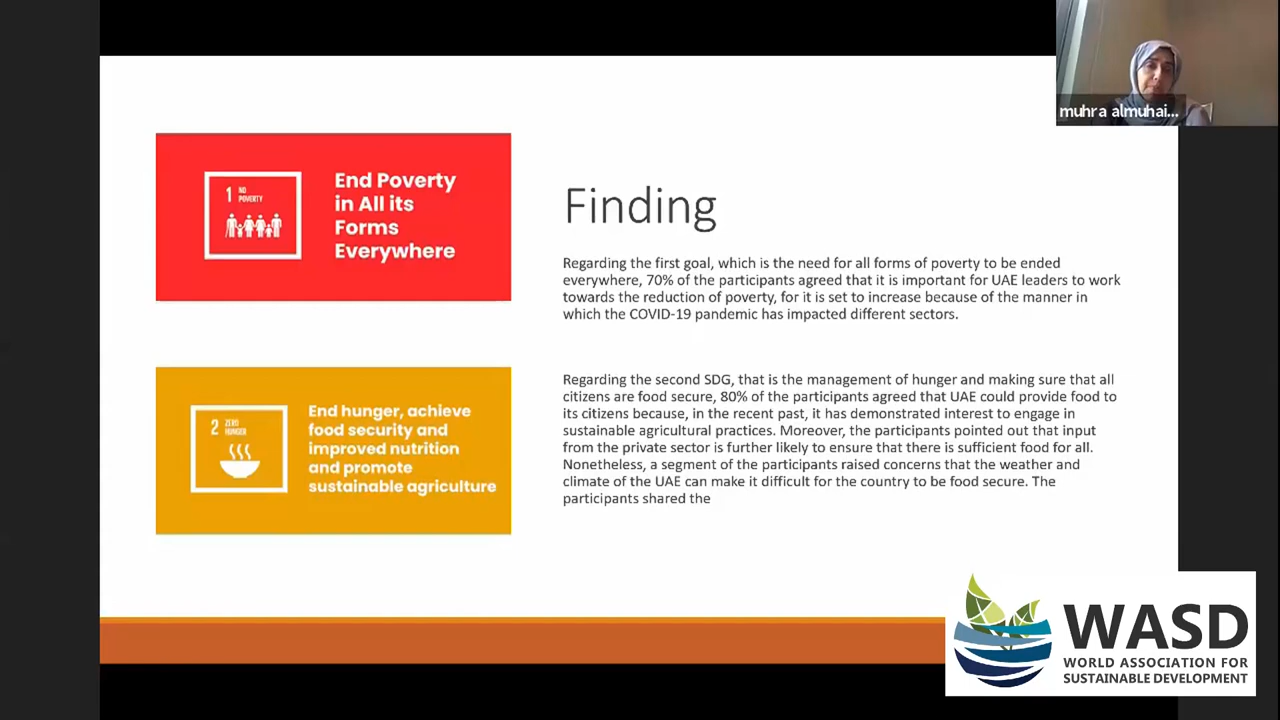 muhra almuhai...
1 NO POVERTY
End Poverty
in All its
Forms
Everywhere
Finding
Regarding the first goal, which is the need for all forms of poverty to be ended
everywhere, 70% of the participants agreed that it is important for UAE leaders to work
towards the reduction of poverty, for it is set to increase because of the manner in
which the COVID-19 pandemic has impacted different sectors.
2 ZERO HUNGER
End hunger, achieve
food security and
improved nutrition
and promote
sustainable agriculture
Regarding the second SDG, that is the management of hunger and making sure that all
citizens are food secure, 80% of the participants agreed that UAE could provide food to
its citizens because, in the recent past, it has demonstrated interest to engage in
sustainable agricultural practices. Moreover, the participants pointed out that input
from the private sector is further likely to ensure that there is sufficient food for all.
Nonetheless, a segment of the participants raised concerns that the weather and
climate of the UAE can make it difficult for the country to be food secure. The
participants shared the
WASD
WORLD ASSOCIATION FOR
SUSTAINABLE DEVELOPMENT